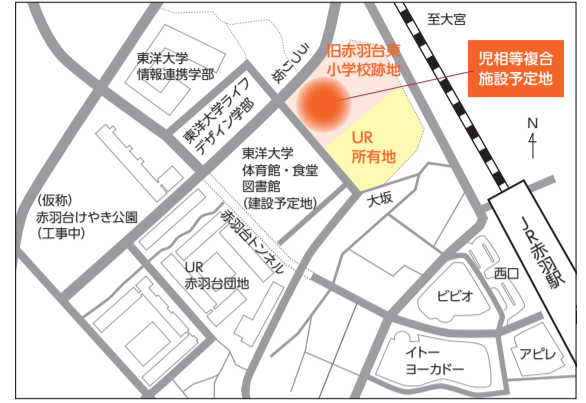 至大宮
旧赤羽台東
小学校跡地
児相等複合
施設予定地
東洋大学
情報連携学部
うつり坂
東洋大学ライフ
デザイン学部
UR
所有地
N
東洋大学
体育館・食堂
図書館
(建設予定地)
(仮称)
赤羽台けやき公園
(工事中)
大坂
赤羽台トンネル
JR赤羽駅
UR
赤羽台団地
西口
ビビオ
イトー
ヨーカドー
アピレ